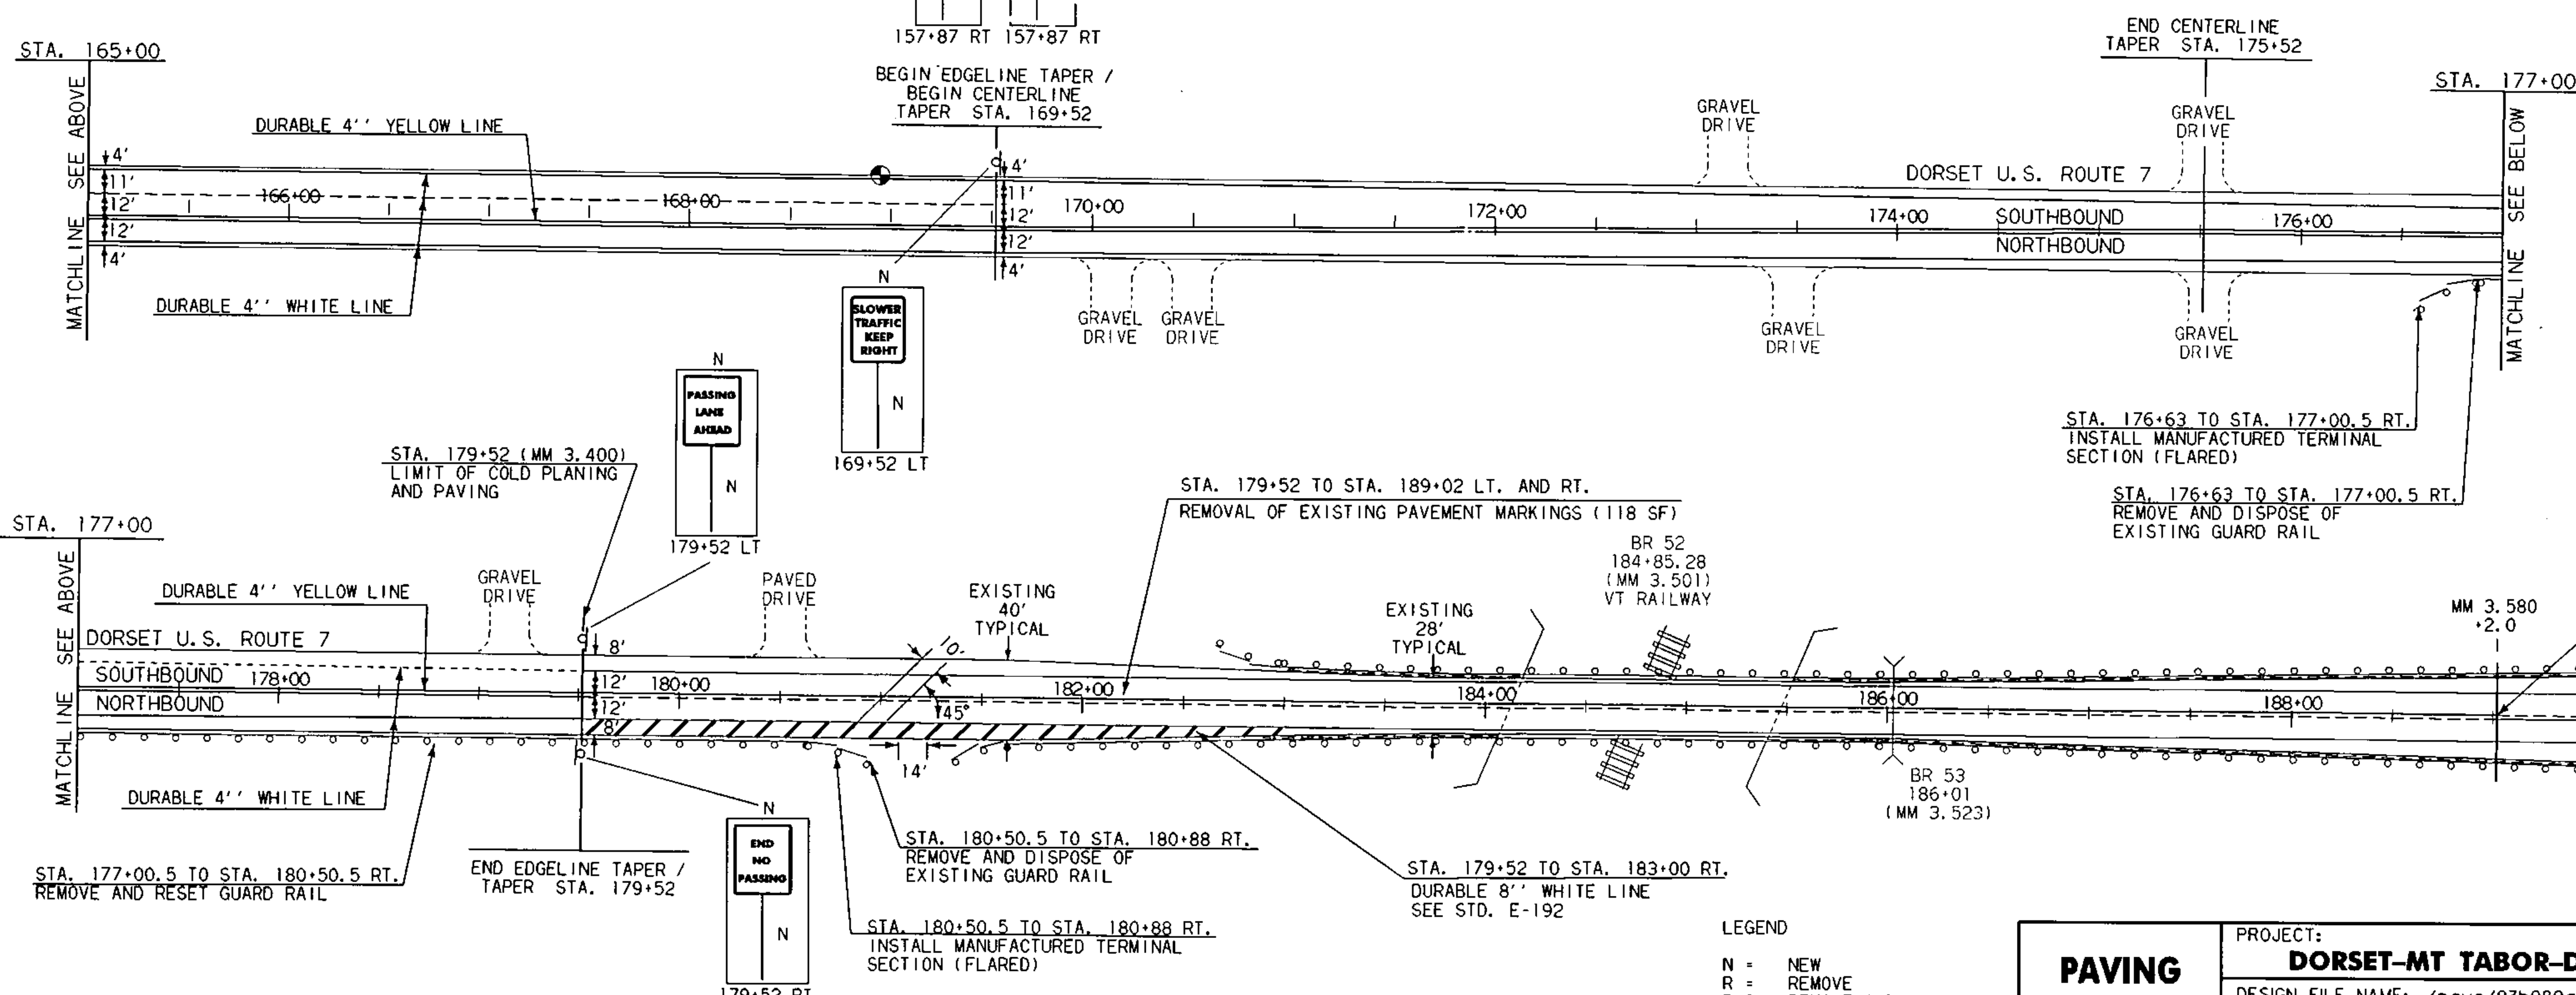 157+87 RT 157+87 RT
STA. 165+00
END CENTERLINE
TAPER STA. 175+52
STA. 177+00
BEGIN EDGELINE TAPER /
BEGIN CENTERLINE
TAPER STA. 169+52
MATCHLINE SEE ABOVE
DURABLE 4'' YELLOW LINE
GRAVEL
DRIVE
GRAVEL
DRIVE
MATCHLINE SEE BELOW
4'
11'
12'
12'
4'
166+00
168+00
4'
11'
12'
12'
4'
170+00
172+00
174+00
176+00
DORSET U.S. ROUTE 7
SOUTHBOUND
NORTHBOUND
DURABLE 4'' WHITE LINE
N
SLOWER
TRAFFIC
KEEP
RIGHT
N
169+52 LT
GRAVEL
DRIVE
GRAVEL
DRIVE
GRAVEL
DRIVE
GRAVEL
DRIVE
STA. 176+63 TO STA. 177+00.5 RT.
INSTALL MANUFACTURED TERMINAL
SECTION (FLARED)
STA. 176+63 TO STA. 177+00.5 RT.
REMOVE AND DISPOSE OF
EXISTING GUARD RAIL
N
PASSING
LANE
AHEAD
N
179+52 LT
STA. 179+52 (MM 3.400)
LIMIT OF COLD PLANING
AND PAVING
STA. 179+52 TO STA. 189+02 LT. AND RT.
REMOVAL OF EXISTING PAVEMENT MARKINGS (118 SF)
STA. 177+00
MATCHLINE SEE ABOVE
DURABLE 4'' YELLOW LINE
GRAVEL
DRIVE
PAVED
DRIVE
EXISTING
40'
TYPICAL
EXISTING
28'
TYPICAL
BR 52
184+85.28
(MM 3.501)
VT RAILWAY
MM 3.580
+2.0
DORSET U.S. ROUTE 7
SOUTHBOUND
NORTHBOUND
178+00
8'
12'
12'
8'
180+00
10'
45°
14'
182+00
184+00
186+00
188+00
DURABLE 4'' WHITE LINE
BR 53
186+01
(MM 3.523)
STA. 177+00.5 TO STA. 180+50.5 RT.
REMOVE AND RESET GUARD RAIL
END EDGELINE TAPER /
TAPER STA. 179+52
N
END
NO
PASSING
N
179+52 RT
STA. 180+50.5 TO STA. 180+88 RT.
REMOVE AND DISPOSE OF
EXISTING GUARD RAIL
STA. 180+50.5 TO STA. 180+88 RT.
INSTALL MANUFACTURED TERMINAL
SECTION (FLARED)
STA. 179+52 TO STA. 183+00 RT.
DURABLE 8'' WHITE LINE
SEE STD. E-192
LEGEND
N = NEW
R = REMOVE
PAVING
PROJECT:
DORSET-MT TABOR-D
DESIGN FILE NAME: